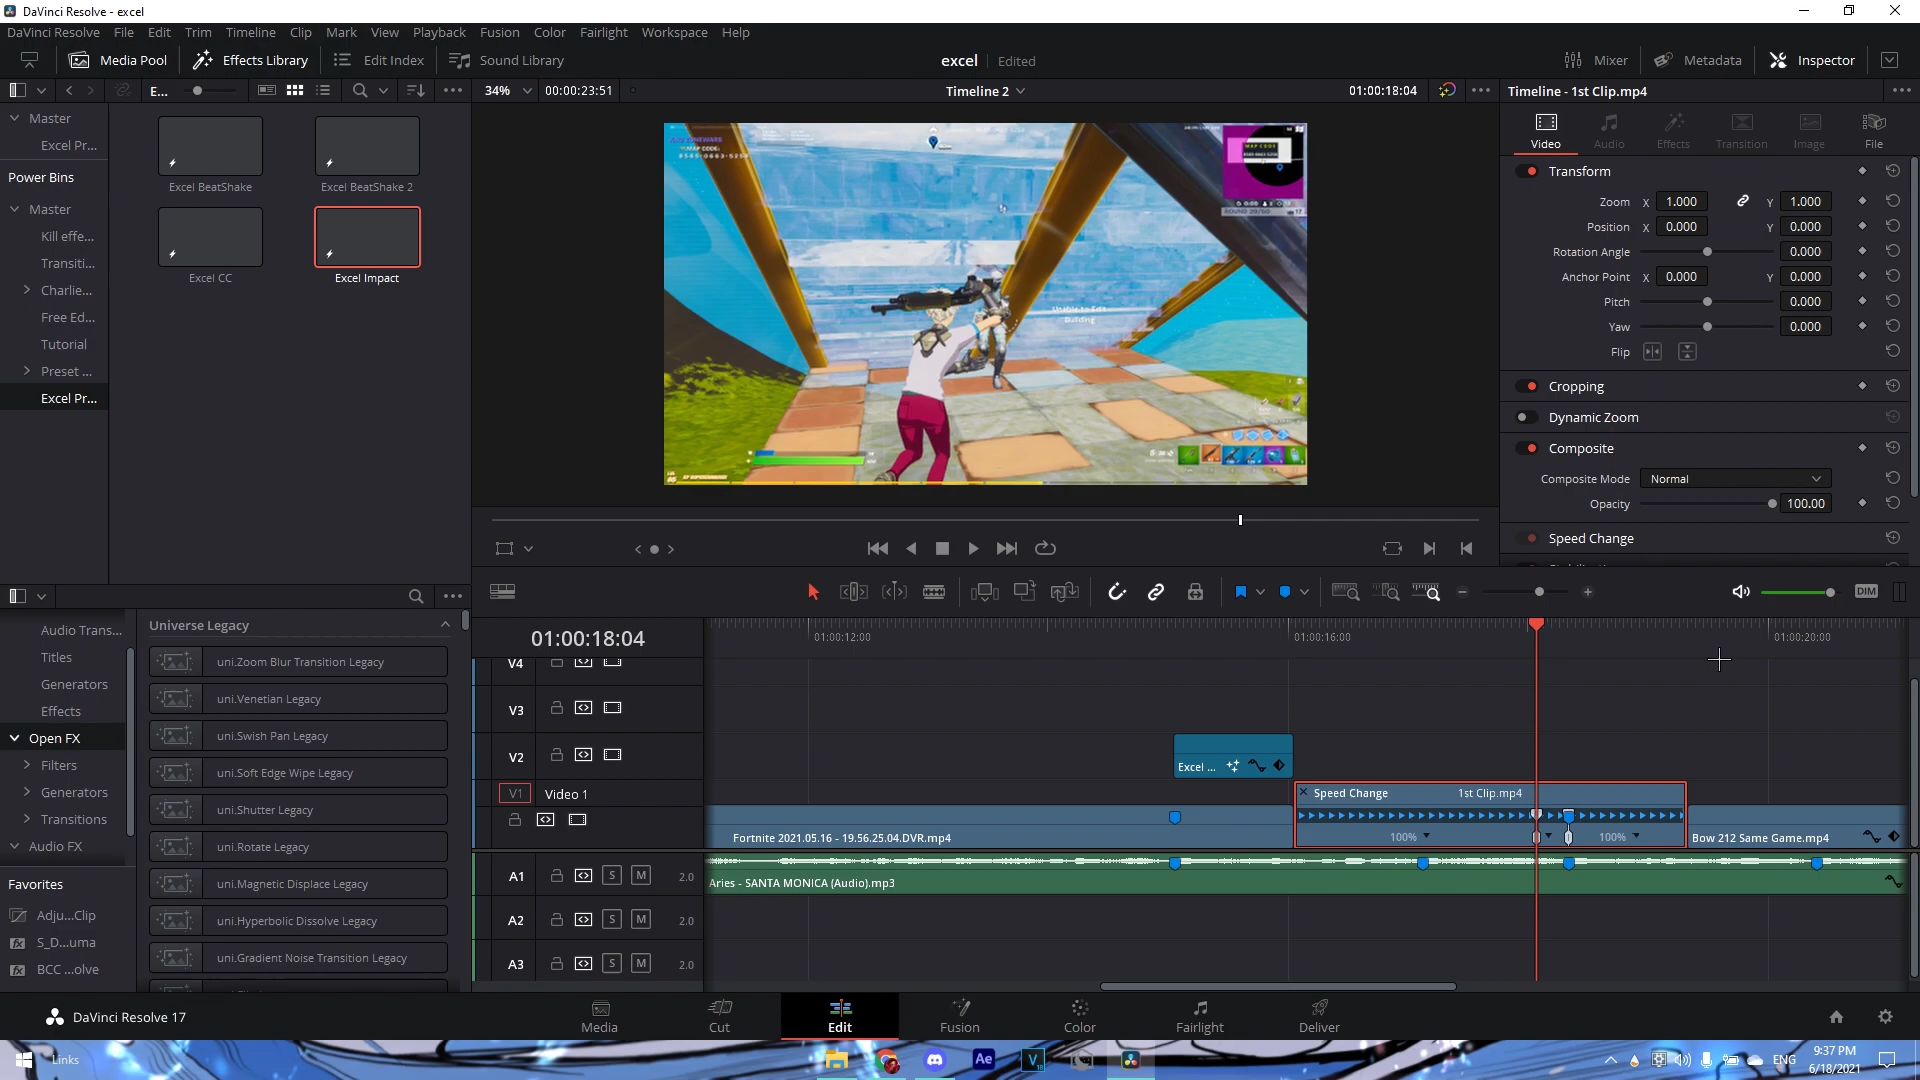 DaVinci Resolve - excel
DaVinci Resolve File Edit Trim Timeline Clip Mark View Playback Fusion Color Fairlight Workspace Help
Media Pool Effects Library Edit Index Sound Library excel Edited Mixer Metadata Inspector
E... 34% 00:00:23:51 Timeline 2 01:00:18:04 Timeline - 1st Clip.mp4
Master
Excel Pr...
Power Bins
Master
Kill effe...
Transiti...
Charlie...
Free Ed...
Tutorial
Preset ...
Excel Pr...
Excel BeatShake Excel BeatShake 2
Excel CC Excel Impact
MAP CODE:
Unable to Edit
Building
Video Audio Effects Transition Image File
Transform
Zoom X 1.000 Y 1.000
Position X 0.000 Y 0.000
Rotation Angle 0.000
Anchor Point X 0.000 Y 0.000
Pitch 0.000
Yaw 0.000
Flip
Cropping
Dynamic Zoom
Composite
Composite Mode Normal
Opacity 100.00
Speed Change
Audio Trans...
Titles
Generators
Effects
Open FX
Filters
Generators
Transitions
Audio FX
Favorites
Adju...Clip
S_D...uma
BCC ...olve
Universe Legacy
uni.Zoom Blur Transition Legacy
uni.Venetian Legacy
uni.Swish Pan Legacy
uni.Soft Edge Wipe Legacy
uni.Shutter Legacy
uni.Rotate Legacy
uni.Magnetic Displace Legacy
uni.Hyperbolic Dissolve Legacy
uni.Gradient Noise Transition Legacy
DIM
01:00:18:04 01:00:12:00 01:00:16:00 01:00:20:00
V4
V3
V2 Excel ...
V1 Video 1 Speed Change 1st Clip.mp4
Fortnite 2021.05.16 - 19.56.25.04.DVR.mp4 100% 100% Bow 212 Same Game.mp4
A1 S M 2.0 Aries - SANTA MONICA (Audio).mp3
A2 S M 2.0
A3 S M 2.0
DaVinci Resolve 17 Media Cut Edit Fusion Color Fairlight Deliver
Links Ae V ENG 9:37 PM
6/18/2021